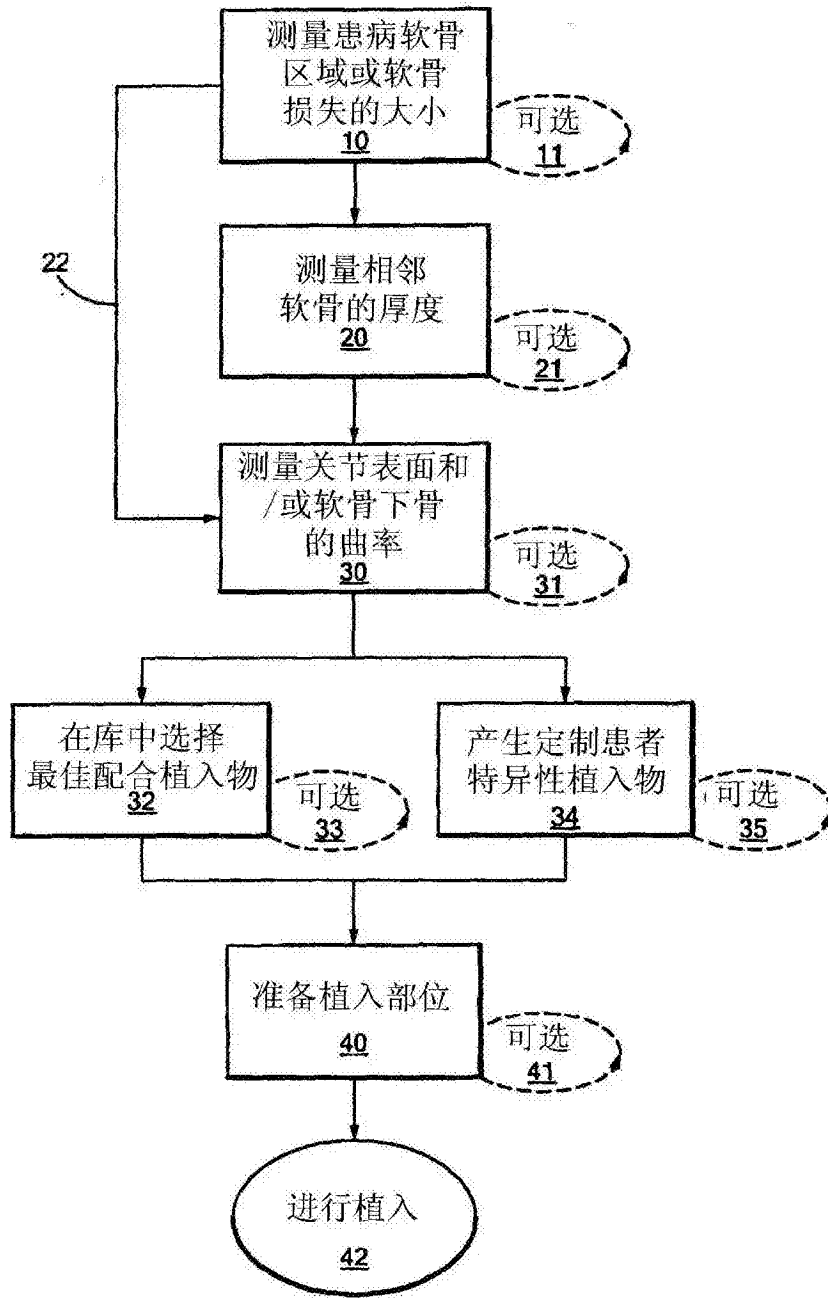 测量患病软骨
区域或软骨
损失的大小
10
可选
11
22
测量相邻
软骨的厚度
20
可选
21
测量关节表面和
/或软骨下骨
的曲率
30
可选
31
在库中选择
最佳配合植入物
32
可选
33
产生定制患者
特异性植入物
34
可选
35
准备植入部位
40
可选
41
进行植入
42